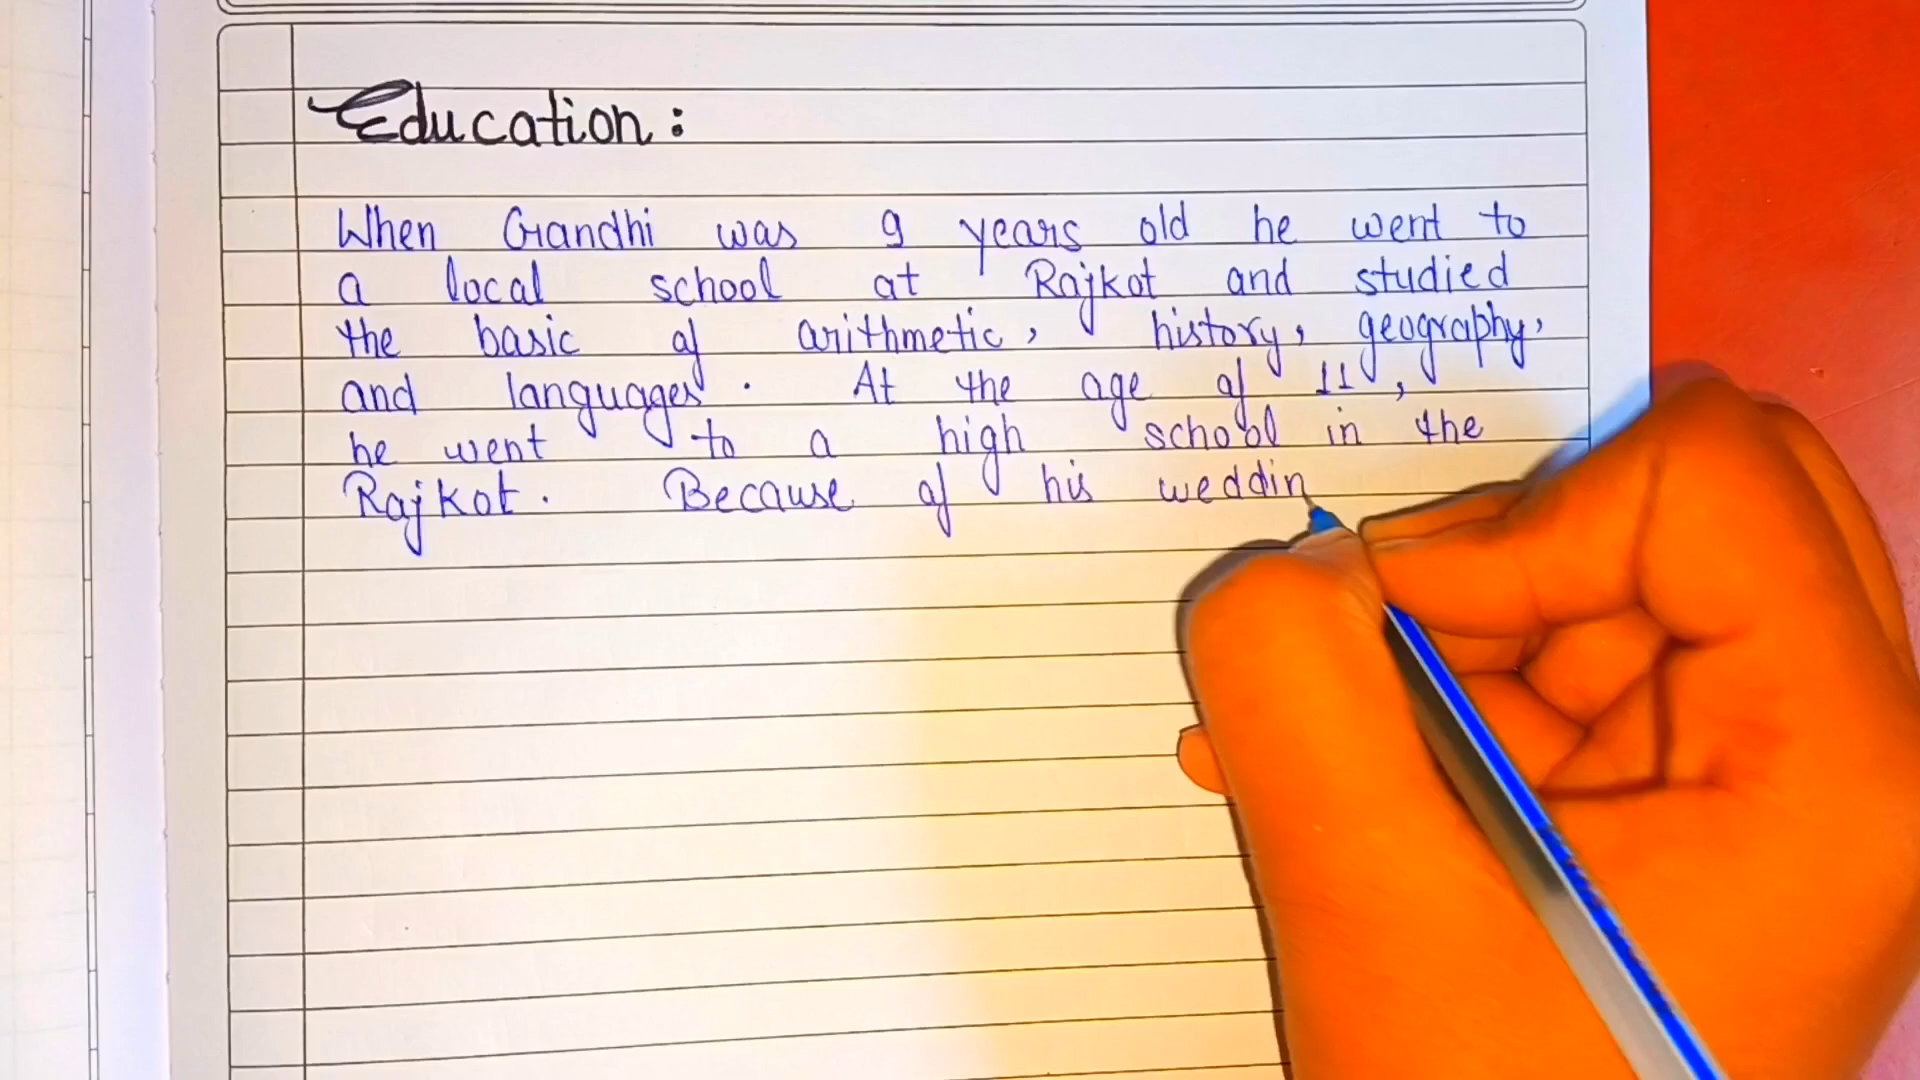 Education :
When Gandhi was 9 years old he went to
a local school at Rajkot and studied
the basic of arithmetic, history, geography,
and languages. At the age of 11,
he went to a high school in the
Rajkot. Because of his weddin